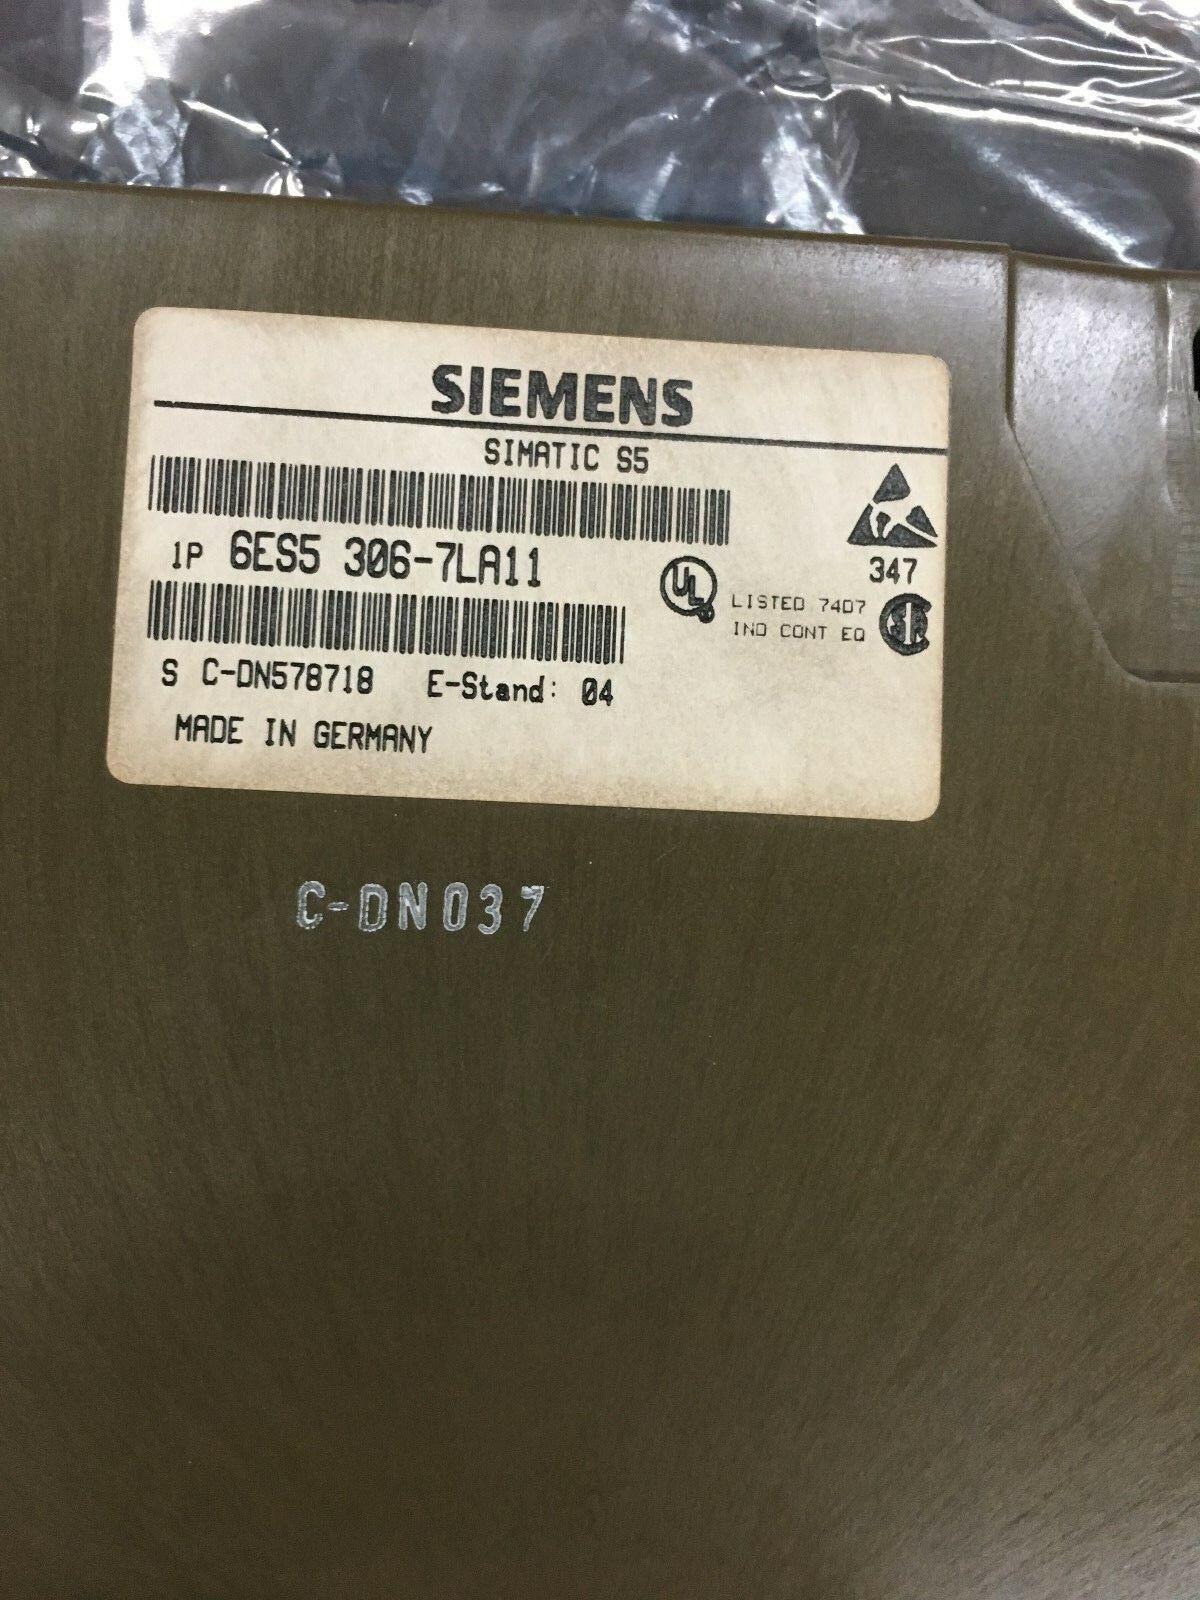 SIEMENS
SIMATIC S5
1P 6ES5 306-7LA11
347
UL
LISTED 7407
IND CONT EQ
S C-DN578718 E-Stand: 04
MADE IN GERMANY
C-DN037